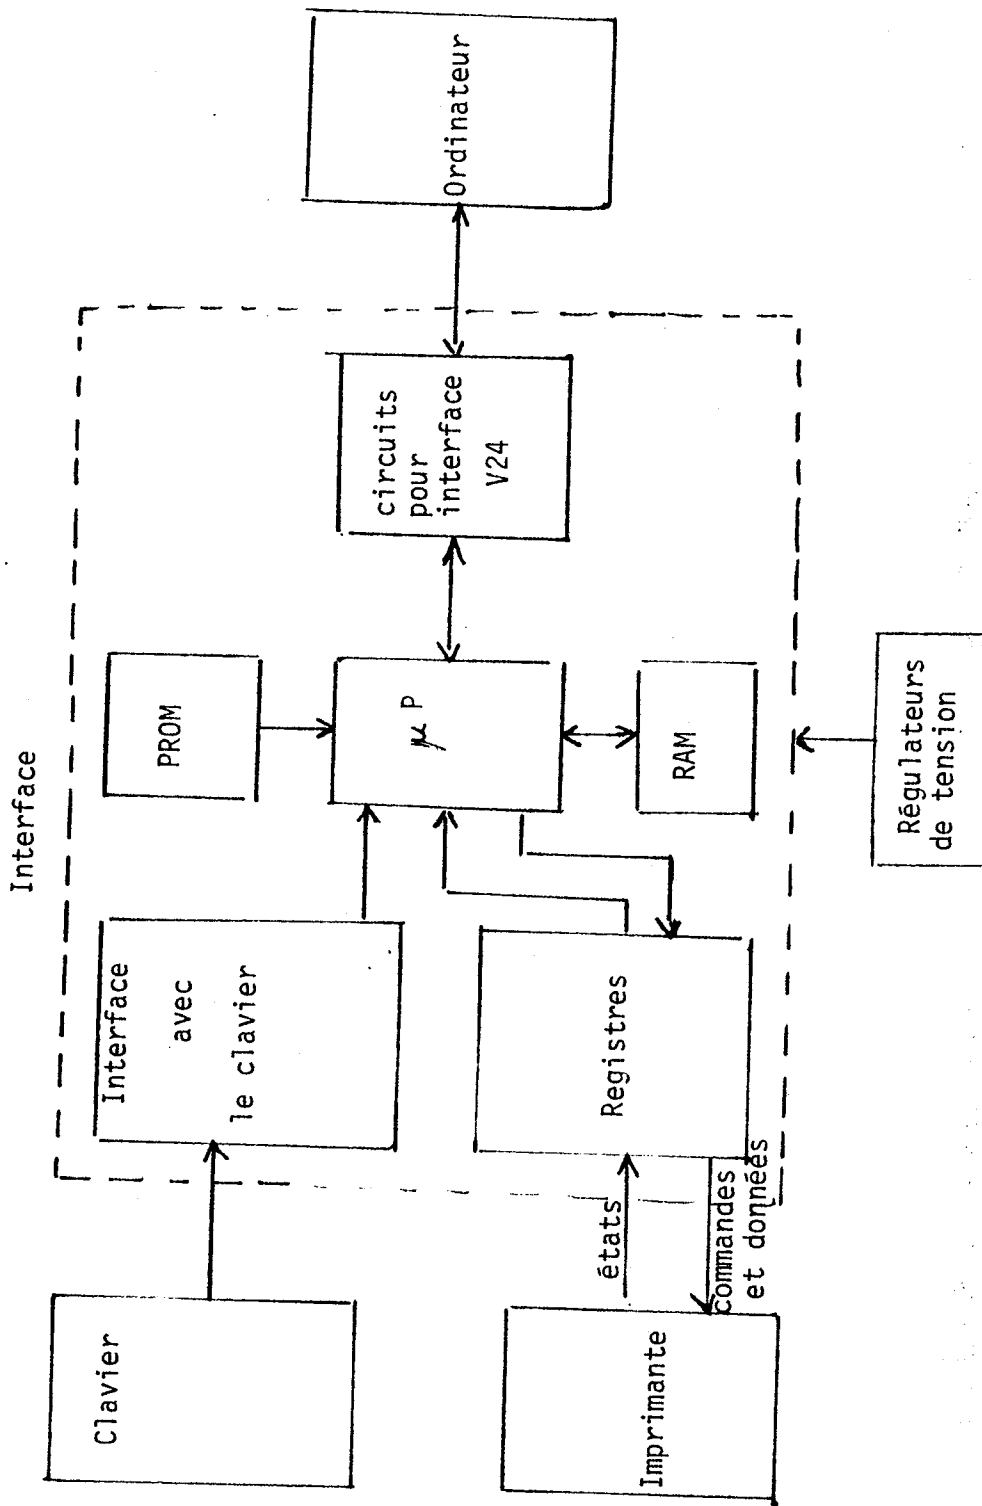 Interface
Clavier
Interface
avec
le clavier
PROM
µP
circuits
pour
interface
V24
Ordinateur
Imprimante
états
commandes
et données
Registres
RAM
Régulateurs
de tension